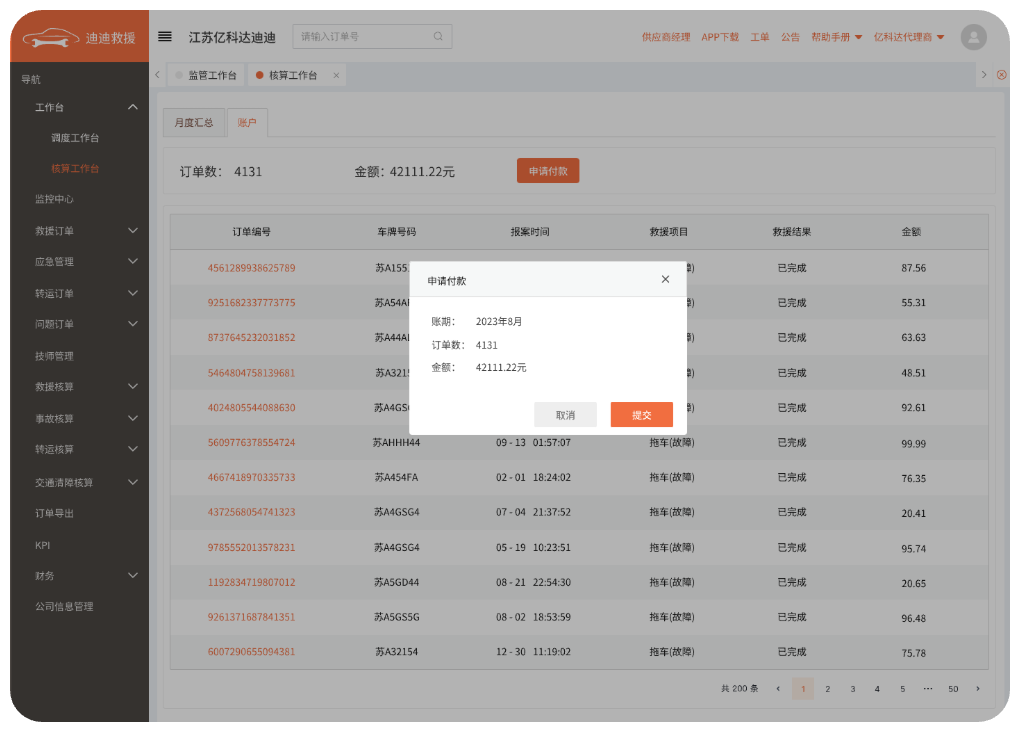 迪迪救援
江苏亿科达迪迪
请输入订单号
供应商经理 APP下载 工单 公告 帮助手册 亿科达代理商
导航
监管工作台 核算工作台 ×
工作台
调度工作台
核算工作台
监控中心
救援订单
应急管理
转运订单
问题订单
技师管理
救援核算
事故核算
转运核算
交通清障核算
订单导出
KPI
财务
公司信息管理
月度汇总 账户
订单数： 4131 金额：42111.22元 申请付款
订单编号 车牌号码 报案时间 救援项目 救援结果 金额
4561289938625789 苏A155 已完成 87.56
9251682337773775 苏A54A 已完成 55.31
8737645232031852 苏A44A 已完成 63.63
5464804758139681 苏A321 已完成 48.51
4024805544088630 苏A4GS 已完成 92.61
5609776378554724 苏AHHH44 09-13 01:57:07 拖车(故障) 已完成 99.99
4667418970335733 苏A454FA 02-01 18:24:02 拖车(故障) 已完成 76.35
4372568054741323 苏A4GSG4 07-04 21:37:52 拖车(故障) 已完成 20.41
9785552013578231 苏A4GSG4 05-19 10:23:51 拖车(故障) 已完成 95.74
1192834719807012 苏A5GD44 08-21 22:54:30 拖车(故障) 已完成 20.65
9261371687841351 苏A5GS5G 08-02 18:53:59 拖车(故障) 已完成 96.48
6007290655094381 苏A32154 12-30 11:19:02 拖车(故障) 已完成 75.78
共 200 条 ‹ 1 2 3 4 5 ··· 50 ›
申请付款 ×
账期： 2023年8月
订单数： 4131
金额： 42111.22元
取消 提交